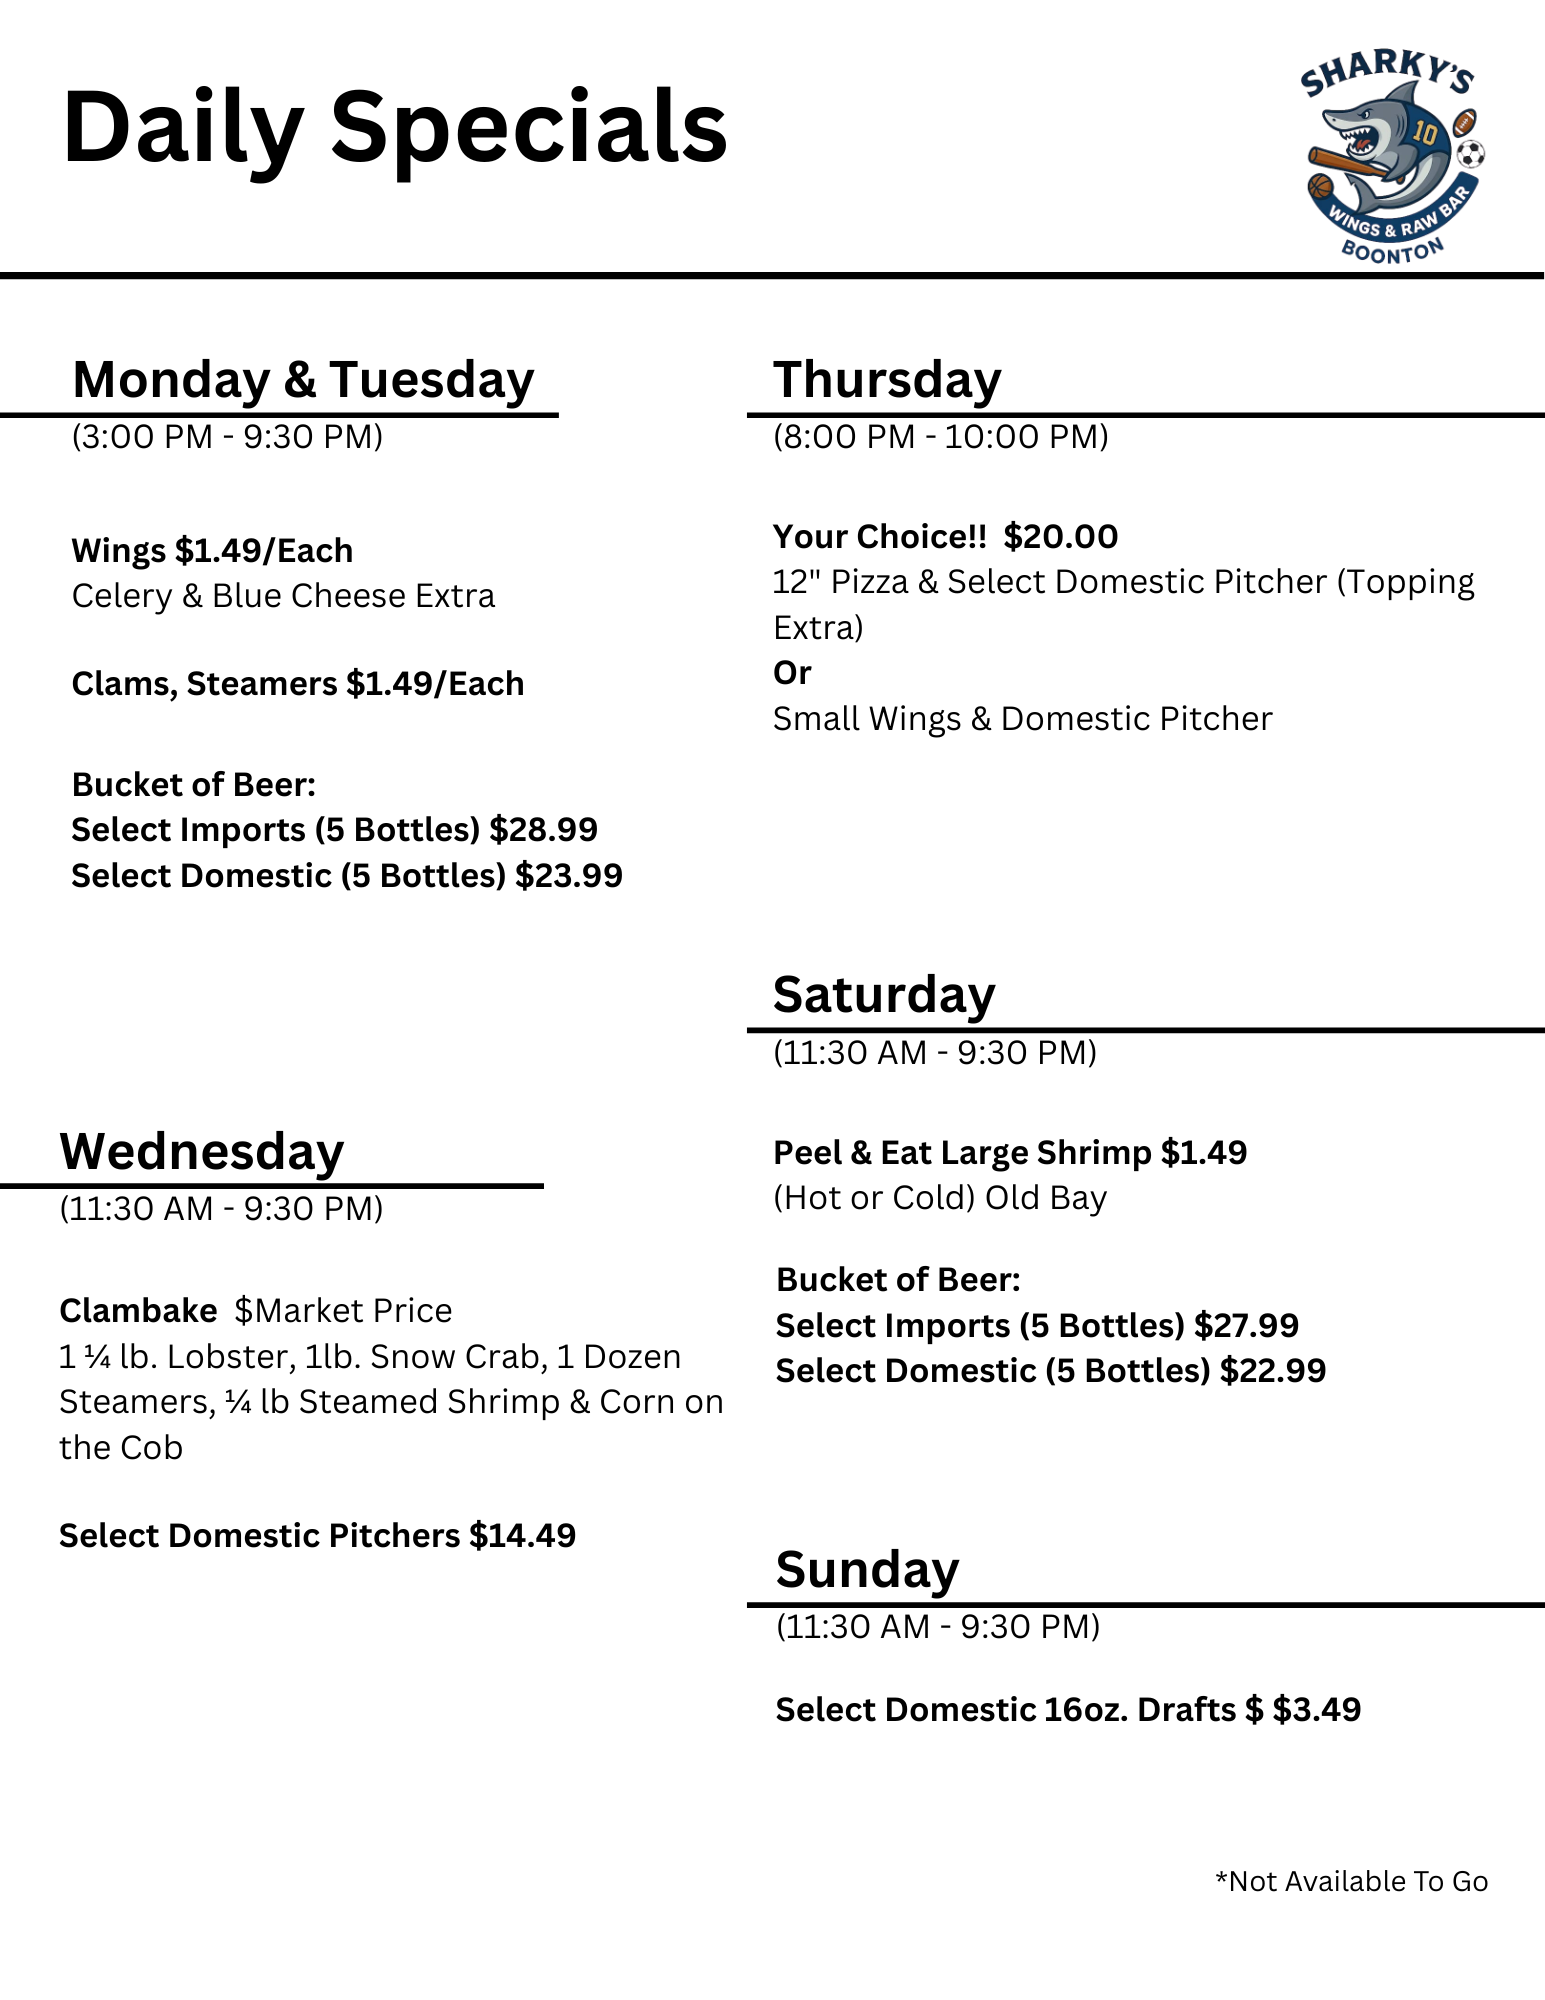 Daily Specials
SHARKY'S
10
WINGS & RAW BAR
BOONTON
Monday & Tuesday
(3:00 PM - 9:30 PM)
Wings $1.49/Each
Celery & Blue Cheese Extra
Clams, Steamers $1.49/Each
Bucket of Beer:
Select Imports (5 Bottles) $28.99
Select Domestic (5 Bottles) $23.99
Wednesday
(11:30 AM - 9:30 PM)
Clambake $Market Price
1 ¼ lb. Lobster, 1lb. Snow Crab, 1 Dozen
Steamers, ¼ lb Steamed Shrimp & Corn on
the Cob
Select Domestic Pitchers $14.49
Thursday
(8:00 PM - 10:00 PM)
Your Choice!! $20.00
12" Pizza & Select Domestic Pitcher (Topping
Extra)
Or
Small Wings & Domestic Pitcher
Saturday
(11:30 AM - 9:30 PM)
Peel & Eat Large Shrimp $1.49
(Hot or Cold) Old Bay
Bucket of Beer:
Select Imports (5 Bottles) $27.99
Select Domestic (5 Bottles) $22.99
Sunday
(11:30 AM - 9:30 PM)
Select Domestic 16oz. Drafts $ $3.49
*Not Available To Go